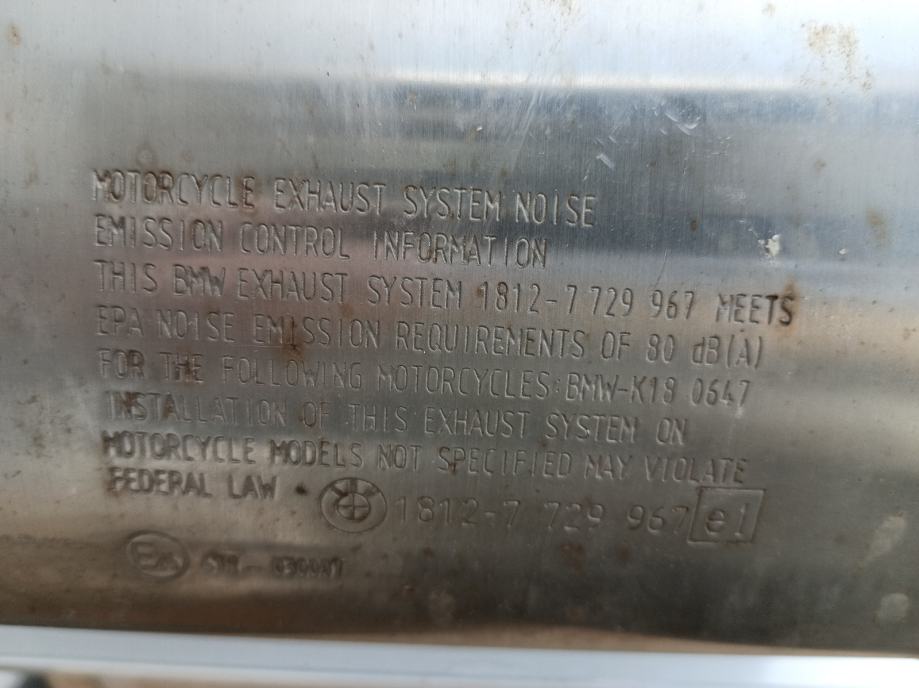 MOTORCYCLE EXHAUST SYSTEM NOISE
EMISSION CONTROL INFORMATION
THIS BMW EXHAUST SYSTEM 1812-7 729 967 MEETS
EPA NOISE EMISSION REQUIREMENTS OF 80 dB(A)
FOR THE FOLLOWING MOTORCYCLES:BMW-K18 0647
INSTALLATION OF THIS EXHAUST SYSTEM ON
MOTORCYCLE MODELS NOT SPECIFIED MAY VIOLATE
FEDERAL LAW
1812-7 729 967 e1